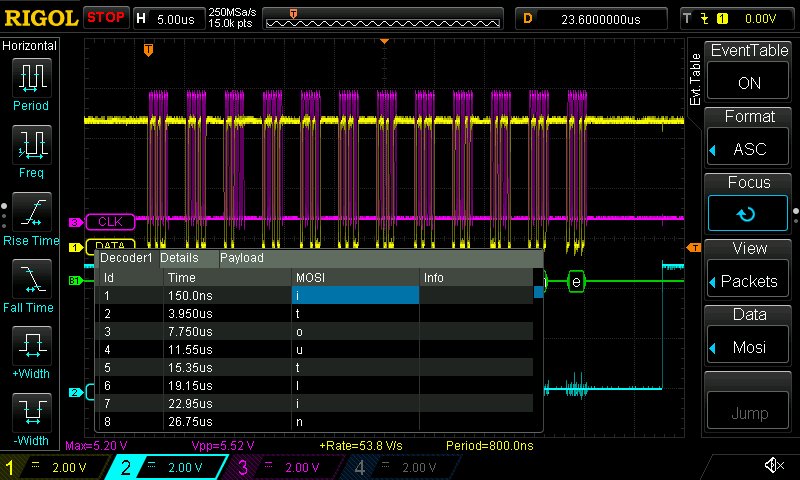 RIGOL STOP H 5.00us 250MSa/s 15.0k pts T D 23.6000000us T 1 0.00V
Horizontal
Period
Freq
Rise Time
Fall Time
+Width
-Width
T
3 CLK
1 DATA
B1
2
T
e
Decoder1 Details Payload
Id Time MOSI Info
1 150.0ns i
2 3.950us t
3 7.750us o
4 11.55us u
5 15.35us t
6 19.15us l
7 22.95us i
8 26.75us n
Evt Table
EventTable
ON
Format
ASC
Focus
View
Packets
Data
Mosi
Jump
Max=5.20 V Vpp=5.52 V +Rate=53.8 V/s Period=800.0ns
1 2.00 V 2 2.00 V 3 2.00 V 4 2.00 V